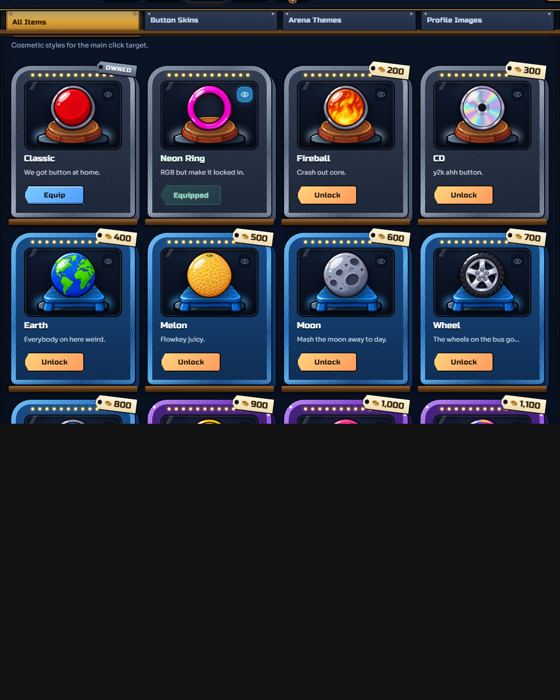 All Items
Button Skins
Arena Themes
Profile Images
Cosmetic styles for the main click target.
OWNED
200
300
Classic
Neon Ring
Fireball
CD
We got button at home.
RGB but make it locked in.
Crash out core.
y2k ahh button.
Equip
Equipped
Unlock
Unlock
400
500
600
700
Earth
Melon
Moon
Wheel
Everybody on here weird.
Flowkey juicy.
Mash the moon away to day.
The wheels on the bus go...
Unlock
Unlock
Unlock
Unlock
800
900
1,000
1,100